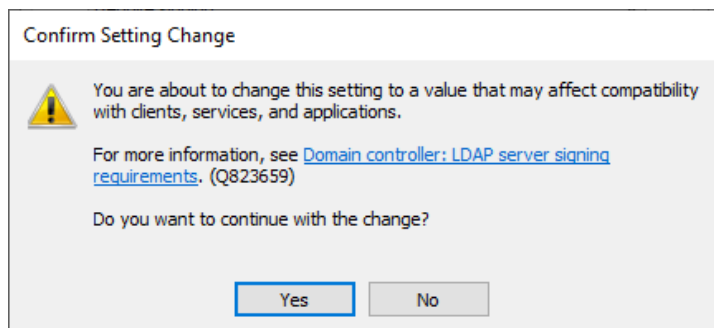 Confirm Setting Change
You are about to change this setting to a value that may affect compatibility
with clients, services, and applications.
For more information, see Domain controller: LDAP server signing
requirements. (Q823659)
Do you want to continue with the change?
Yes
No